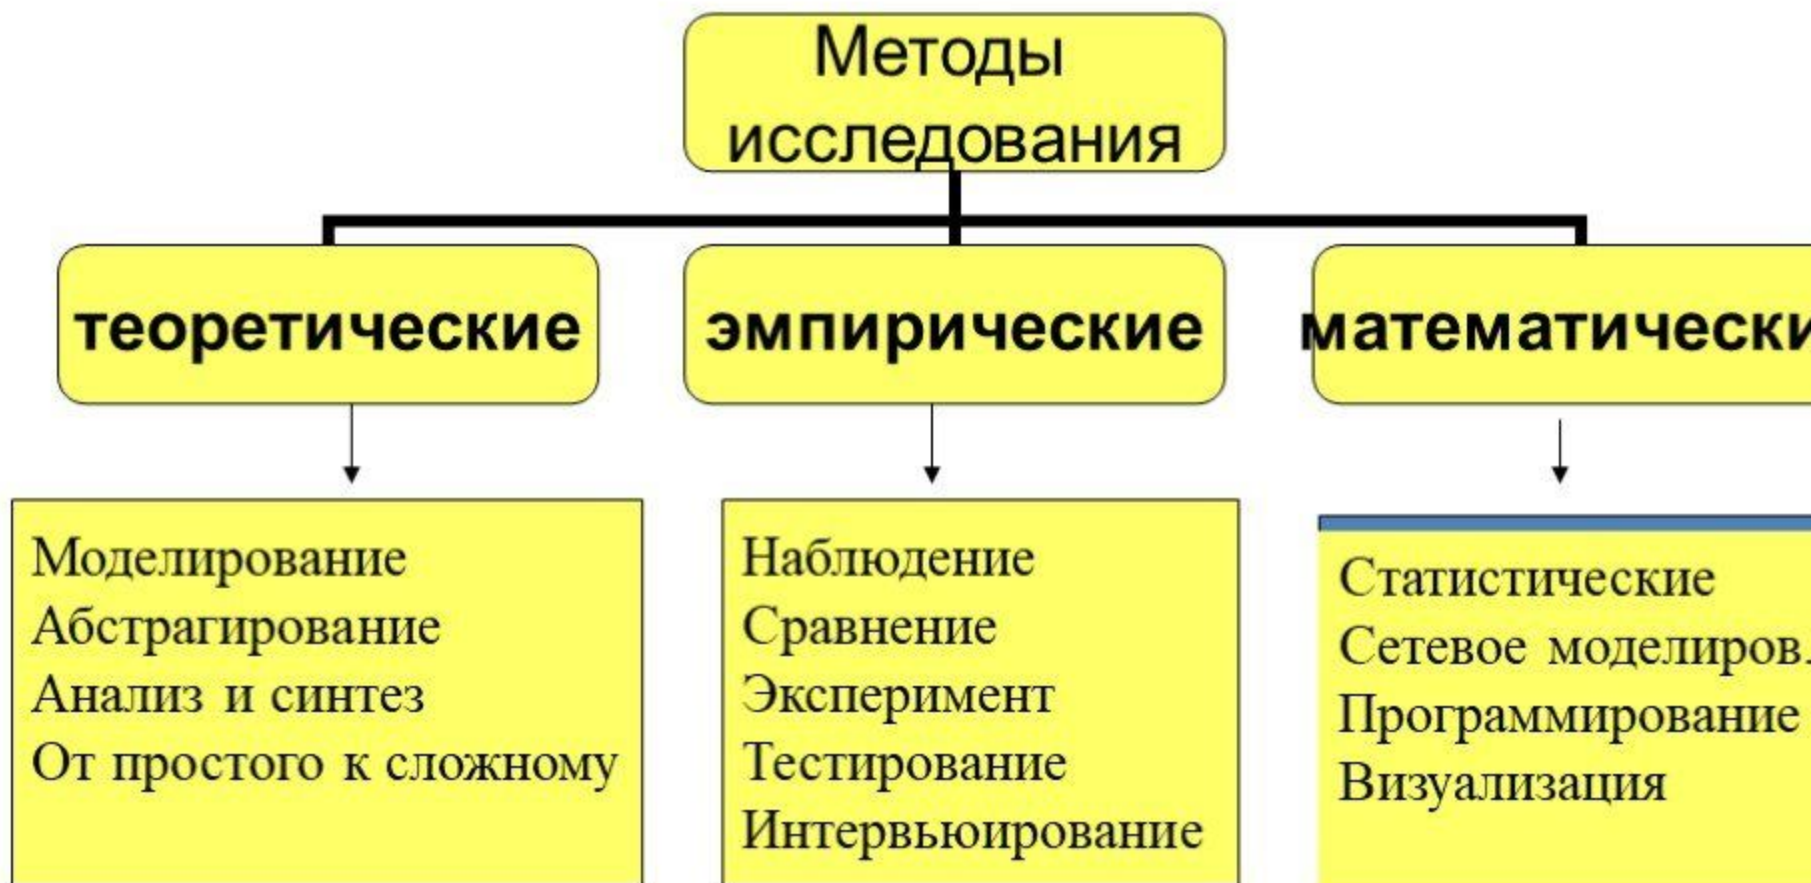 Методы
исследования
теоретические
эмпирические
Моделирование
Абстрагирование
Анализ и синтез
От простого к сложному
Наблюдение
Сравнение
Эксперимент
Тестирование
Интервьюирование
Статистические
Сетевое моделиров.
Программирование
Визуализация